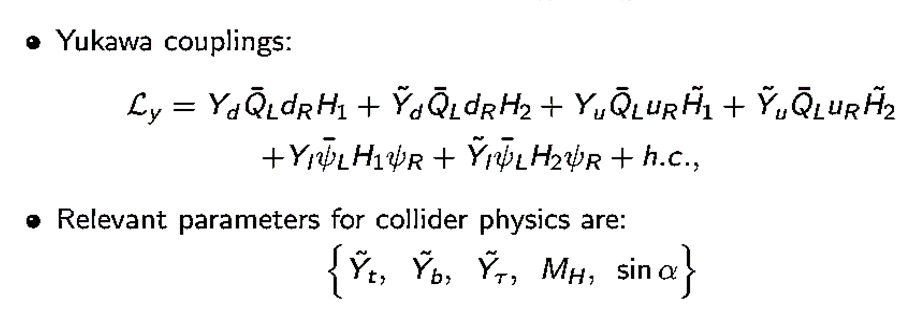 • Yukawa couplings:
ℒ_y = Y_d Q̄_L d_R H_1 + Ỹ_d Q̄_L d_R H_2 + Y_u Q̄_L u_R H̃_1 + Ỹ_u Q̄_L u_R H̃_2
+Y_l ψ̄_L H_1 ψ_R + Ỹ_l ψ̄_L H_2 ψ_R + h.c.,
• Relevant parameters for collider physics are:
{Ỹ_t, Ỹ_b, Ỹ_τ, M_H, sin α}